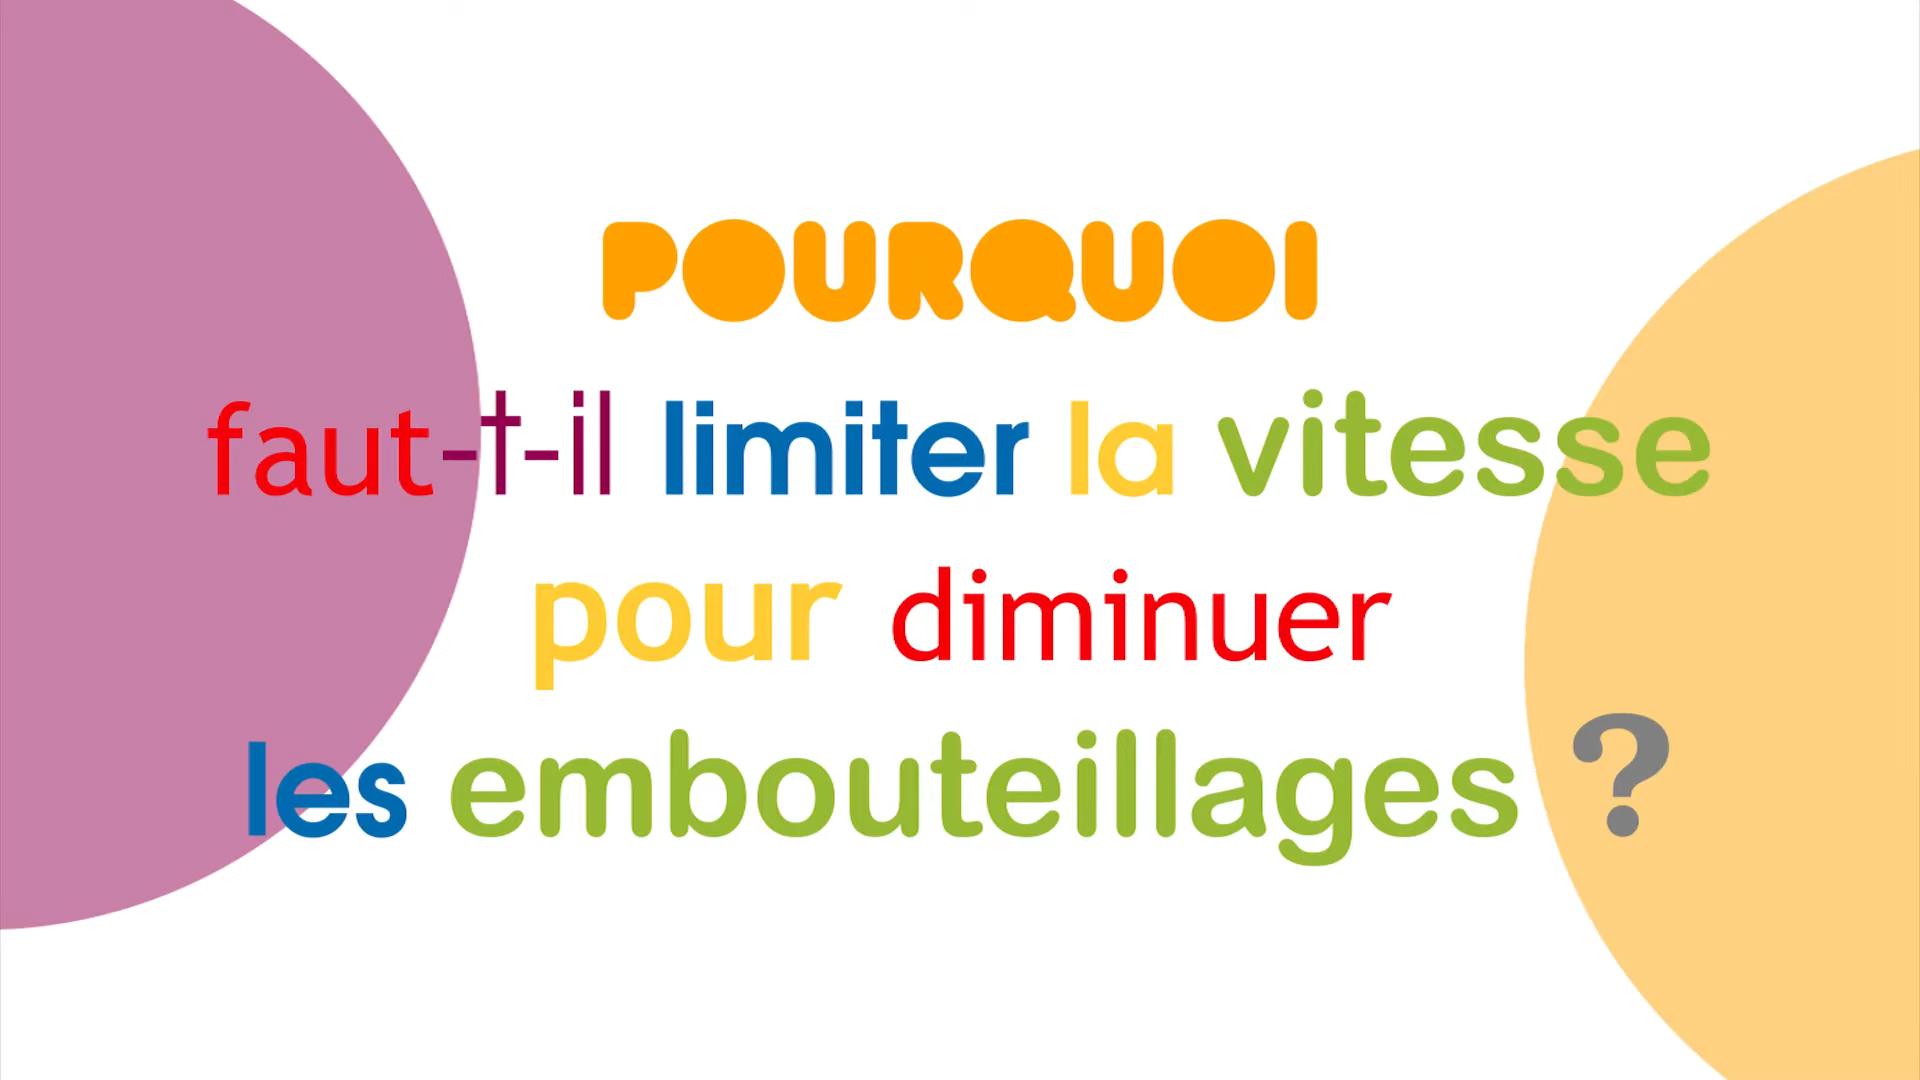 POURQUOI
faut-t-il limiter la vitesse
pour diminuer
les embouteillages ?